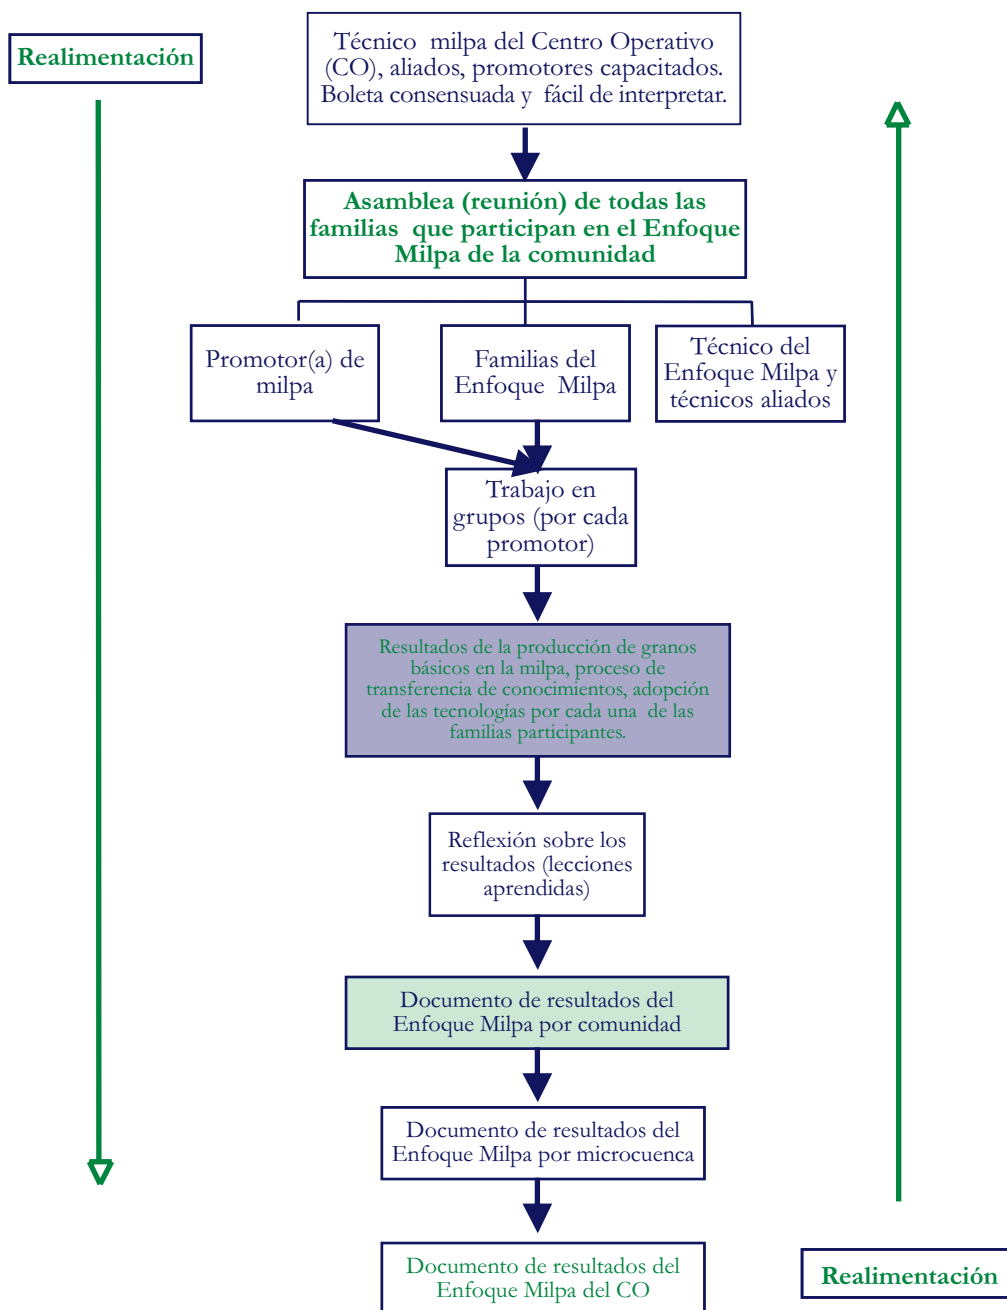 Realimentación
Técnico milpa del Centro Operativo
(CO), aliados, promotores capacitados.
Boleta consensuada y fácil de interpretar.
Asamblea (reunión) de todas las
familias que participan en el Enfoque
Milpa de la comunidad
Promotor(a) de
milpa
Familias del
Enfoque Milpa
Técnico del
Enfoque Milpa y
técnicos aliados
Trabajo en
grupos (por cada
promotor)
Resultados de la producción de granos
básicos en la milpa, proceso de
transferencia de conocimientos, adopción
de las tecnologías por cada una de las
familias participantes.
Reflexión sobre los
resultados (lecciones
aprendidas)
Documento de resultados del
Enfoque Milpa por comunidad
Documento de resultados del
Enfoque Milpa por microcuenca
Documento de resultados del
Enfoque Milpa del CO
Realimentación